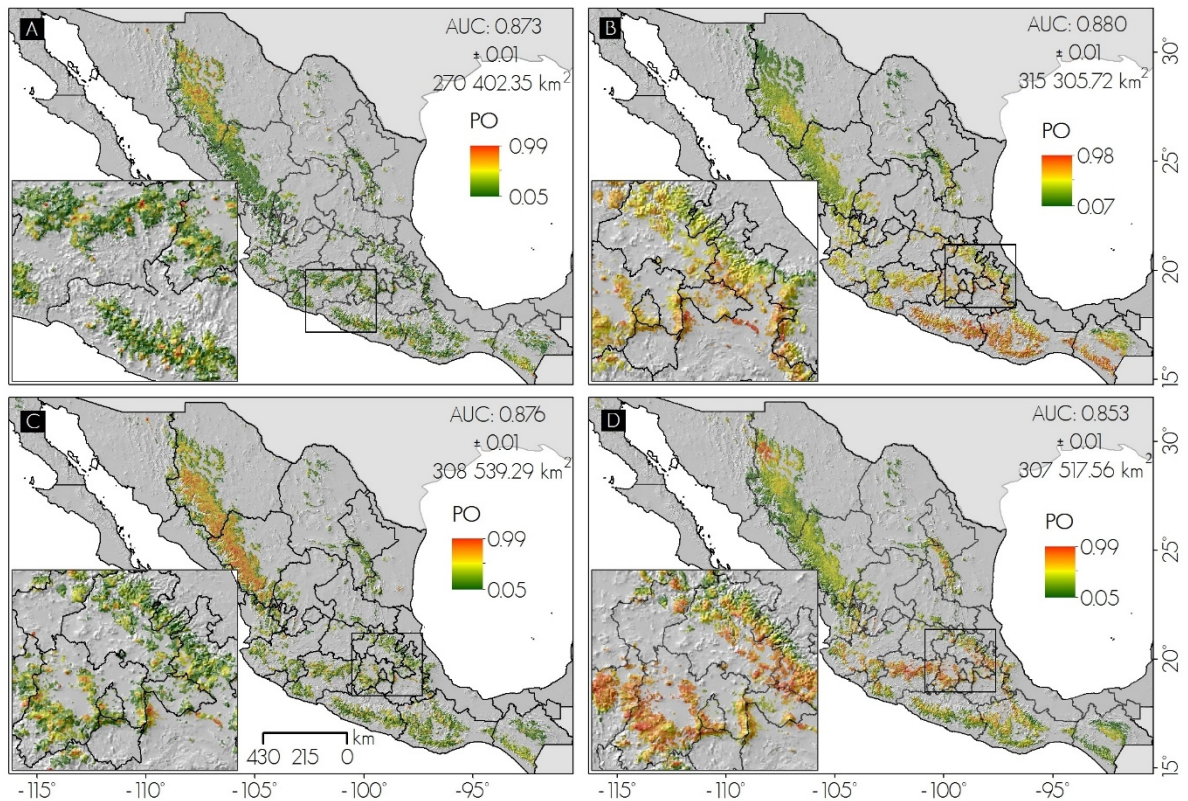 A
AUC: 0.873
± 0.01
270 402.35 km²
PO
0.99
0.05
B
AUC: 0.880
± 0.01
315 305.72 km²
PO
0.98
0.07
30°
25°
20°
15°
C
AUC: 0.876
± 0.01
308 539.29 km²
PO
0.99
0.05
430 215 0 km
D
AUC: 0.853
± 0.01
307 517.56 km²
PO
0.99
0.05
30°
25°
20°
15°
-115° -110° -105° -100° -95° -115° -110° -105° -100° -95°